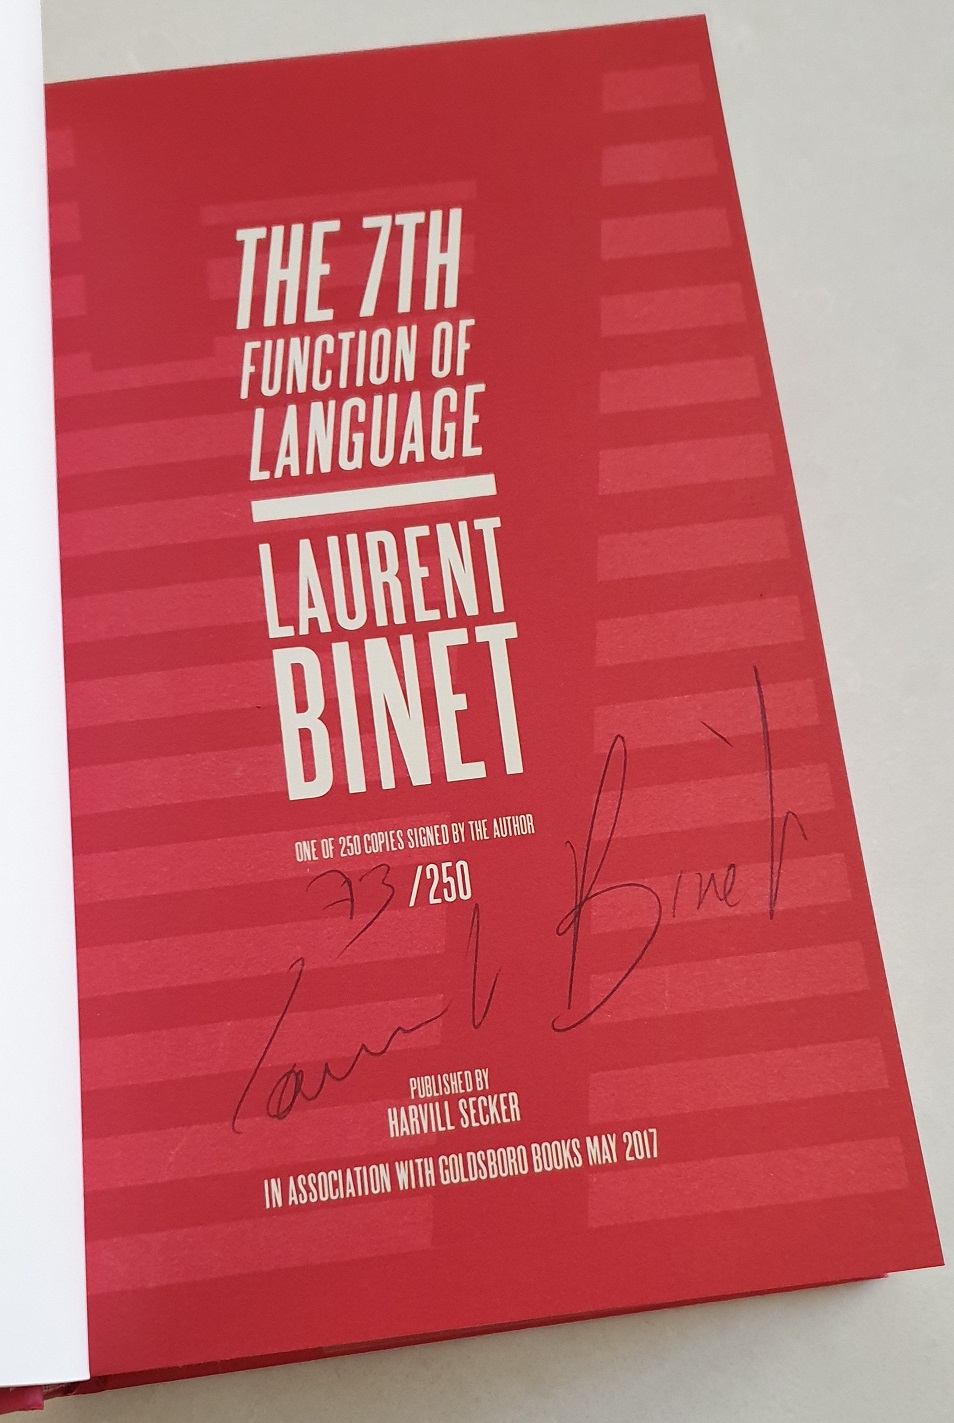 THE 7TH
FUNCTION OF
LANGUAGE
LAURENT
BINET
ONE OF 250 COPIES SIGNED BY THE AUTHOR
73 /250
Laurent Binet
PUBLISHED BY
HARVILL SECKER
IN ASSOCIATION WITH GOLDSBORO BOOKS MAY 2017